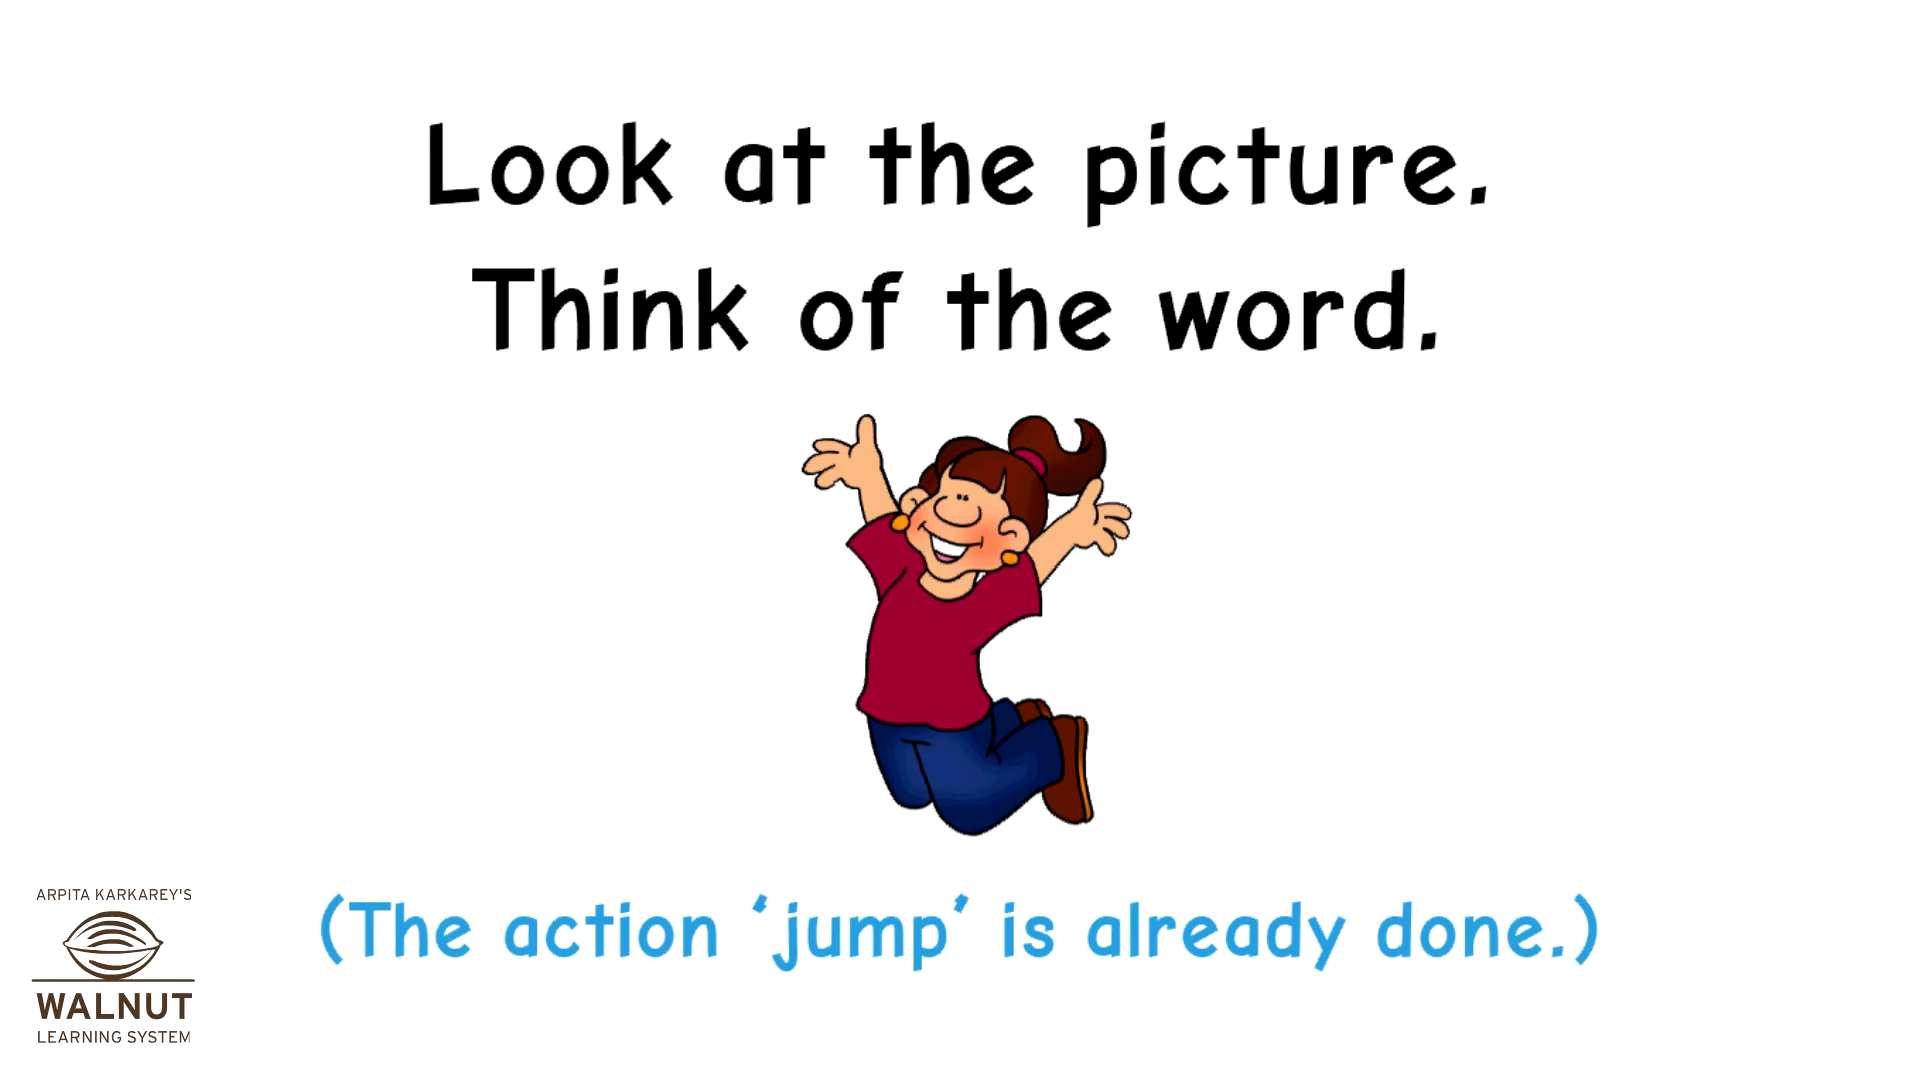 Look at the picture.
Think of the word.
(The action ‘jump’ is already done.)
ARPITA KARKAREY'S
WALNUT
LEARNING SYSTEM